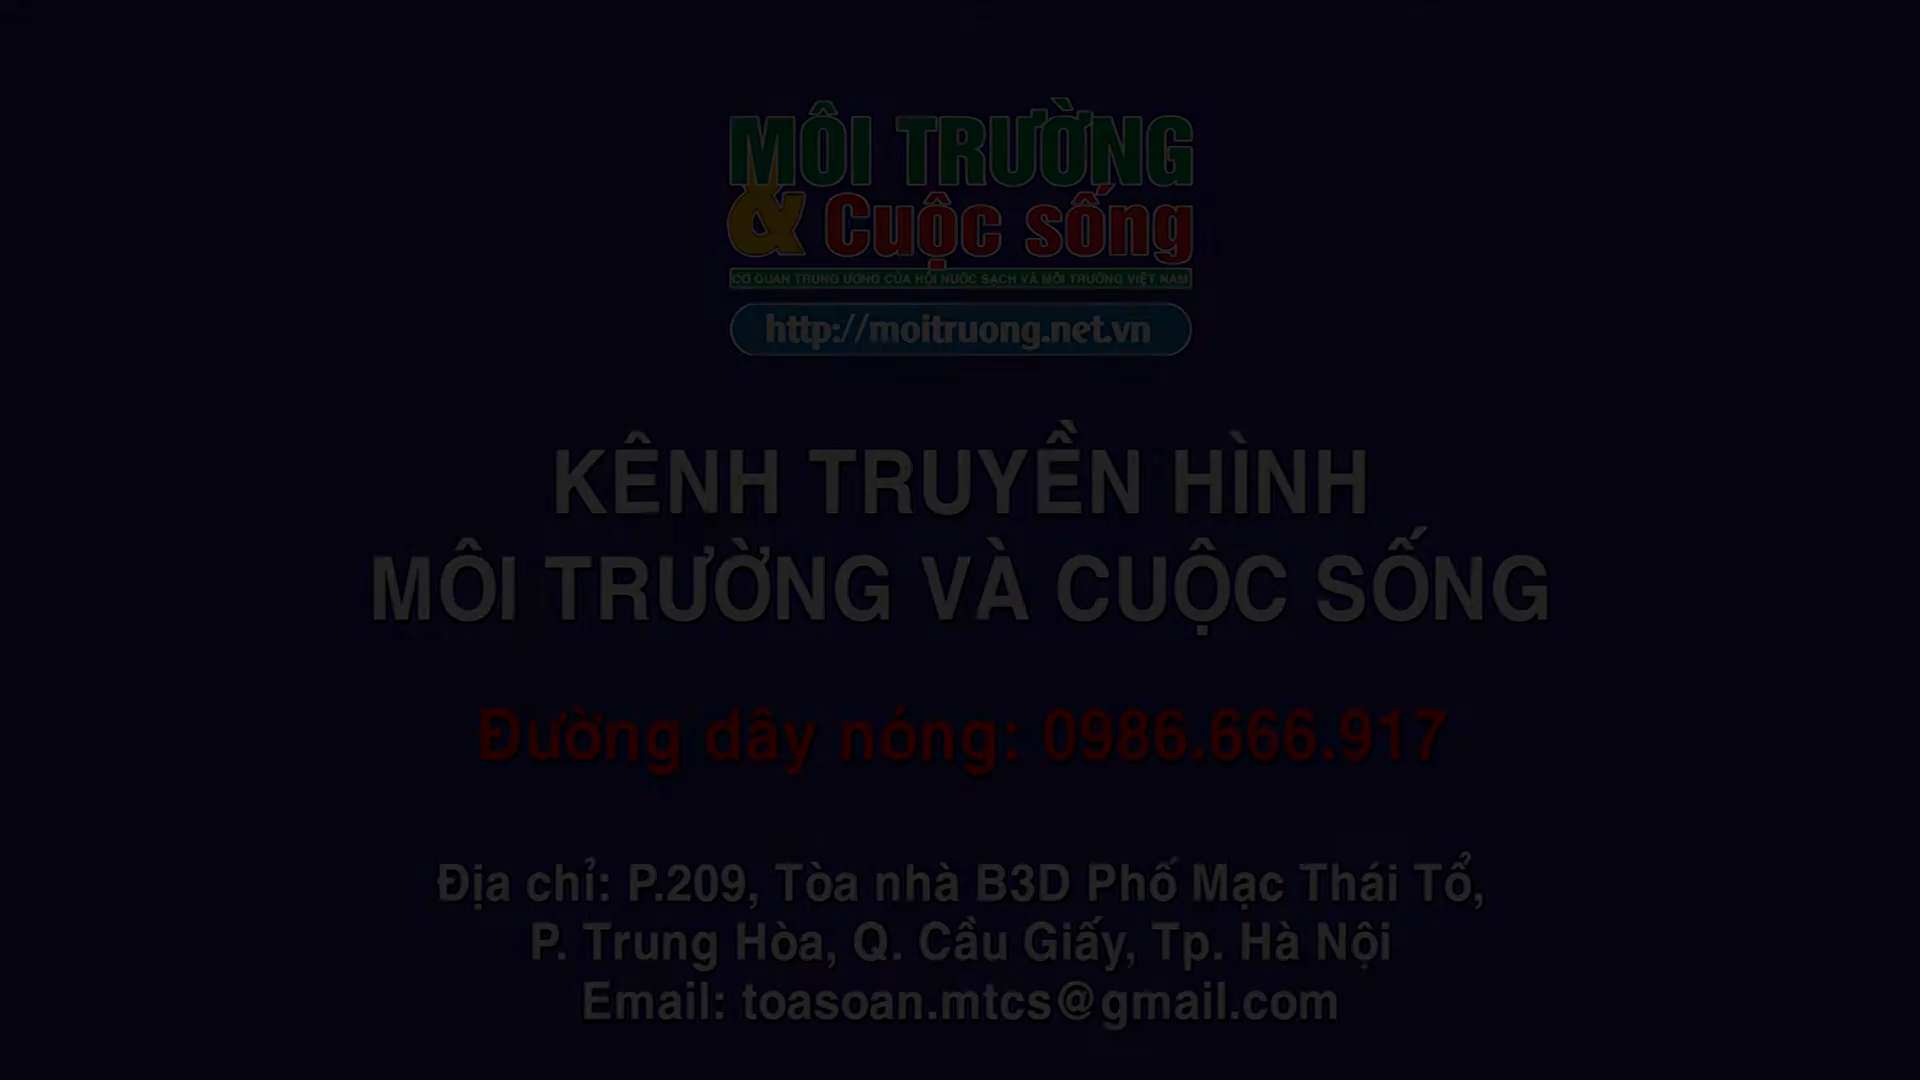 MÔI TRƯỜNG
& Cuộc sống
CƠ QUAN TRUNG ƯƠNG CỦA HỘI NƯỚC SẠCH VÀ MÔI TRƯỜNG VIỆT NAM
http://moitruong.net.vn
KÊNH TRUYỀN HÌNH
MÔI TRƯỜNG VÀ CUỘC SỐNG
Đường dây nóng: 0986.666.917
Địa chỉ: P.209, Tòa nhà B3D Phố Mạc Thái Tổ,
P. Trung Hòa, Q. Cầu Giấy, Tp. Hà Nội
Email: toasoan.mtcs@gmail.com